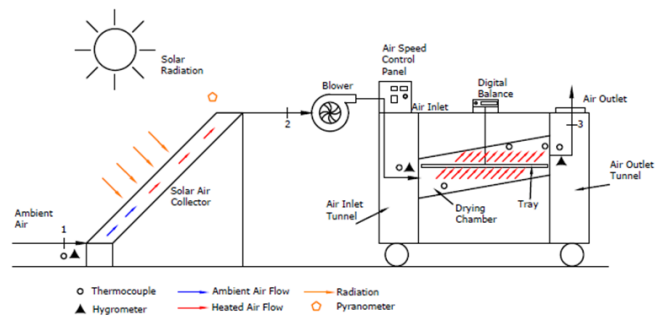 Solar
Radiation
Air Speed
Control
Panel
Blower
Air Inlet
Digital
Balance
Air Outlet
2
3
Solar Air
Collector
Ambient
Air
1
Air Inlet
Tunnel
Drying
Chamber
Tray
Air Outlet
Tunnel
Thermocouple
Ambient Air Flow
Radiation
Hygrometer
Heated Air Flow
Pyranometer